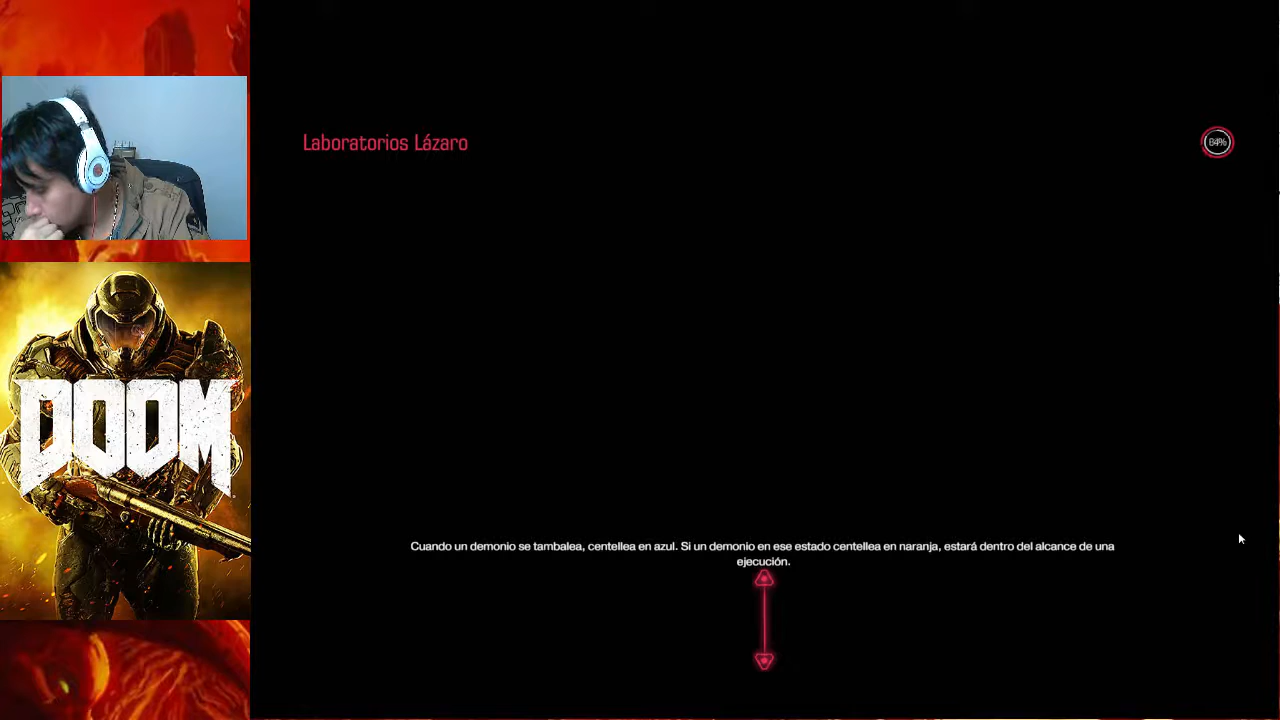 Laboratorios Lázaro
84%
DOOM
Cuando un demonio se tambalea, centellea en azul. Si un demonio en ese estado centellea en naranja, estará dentro del alcance de una
ejecución.